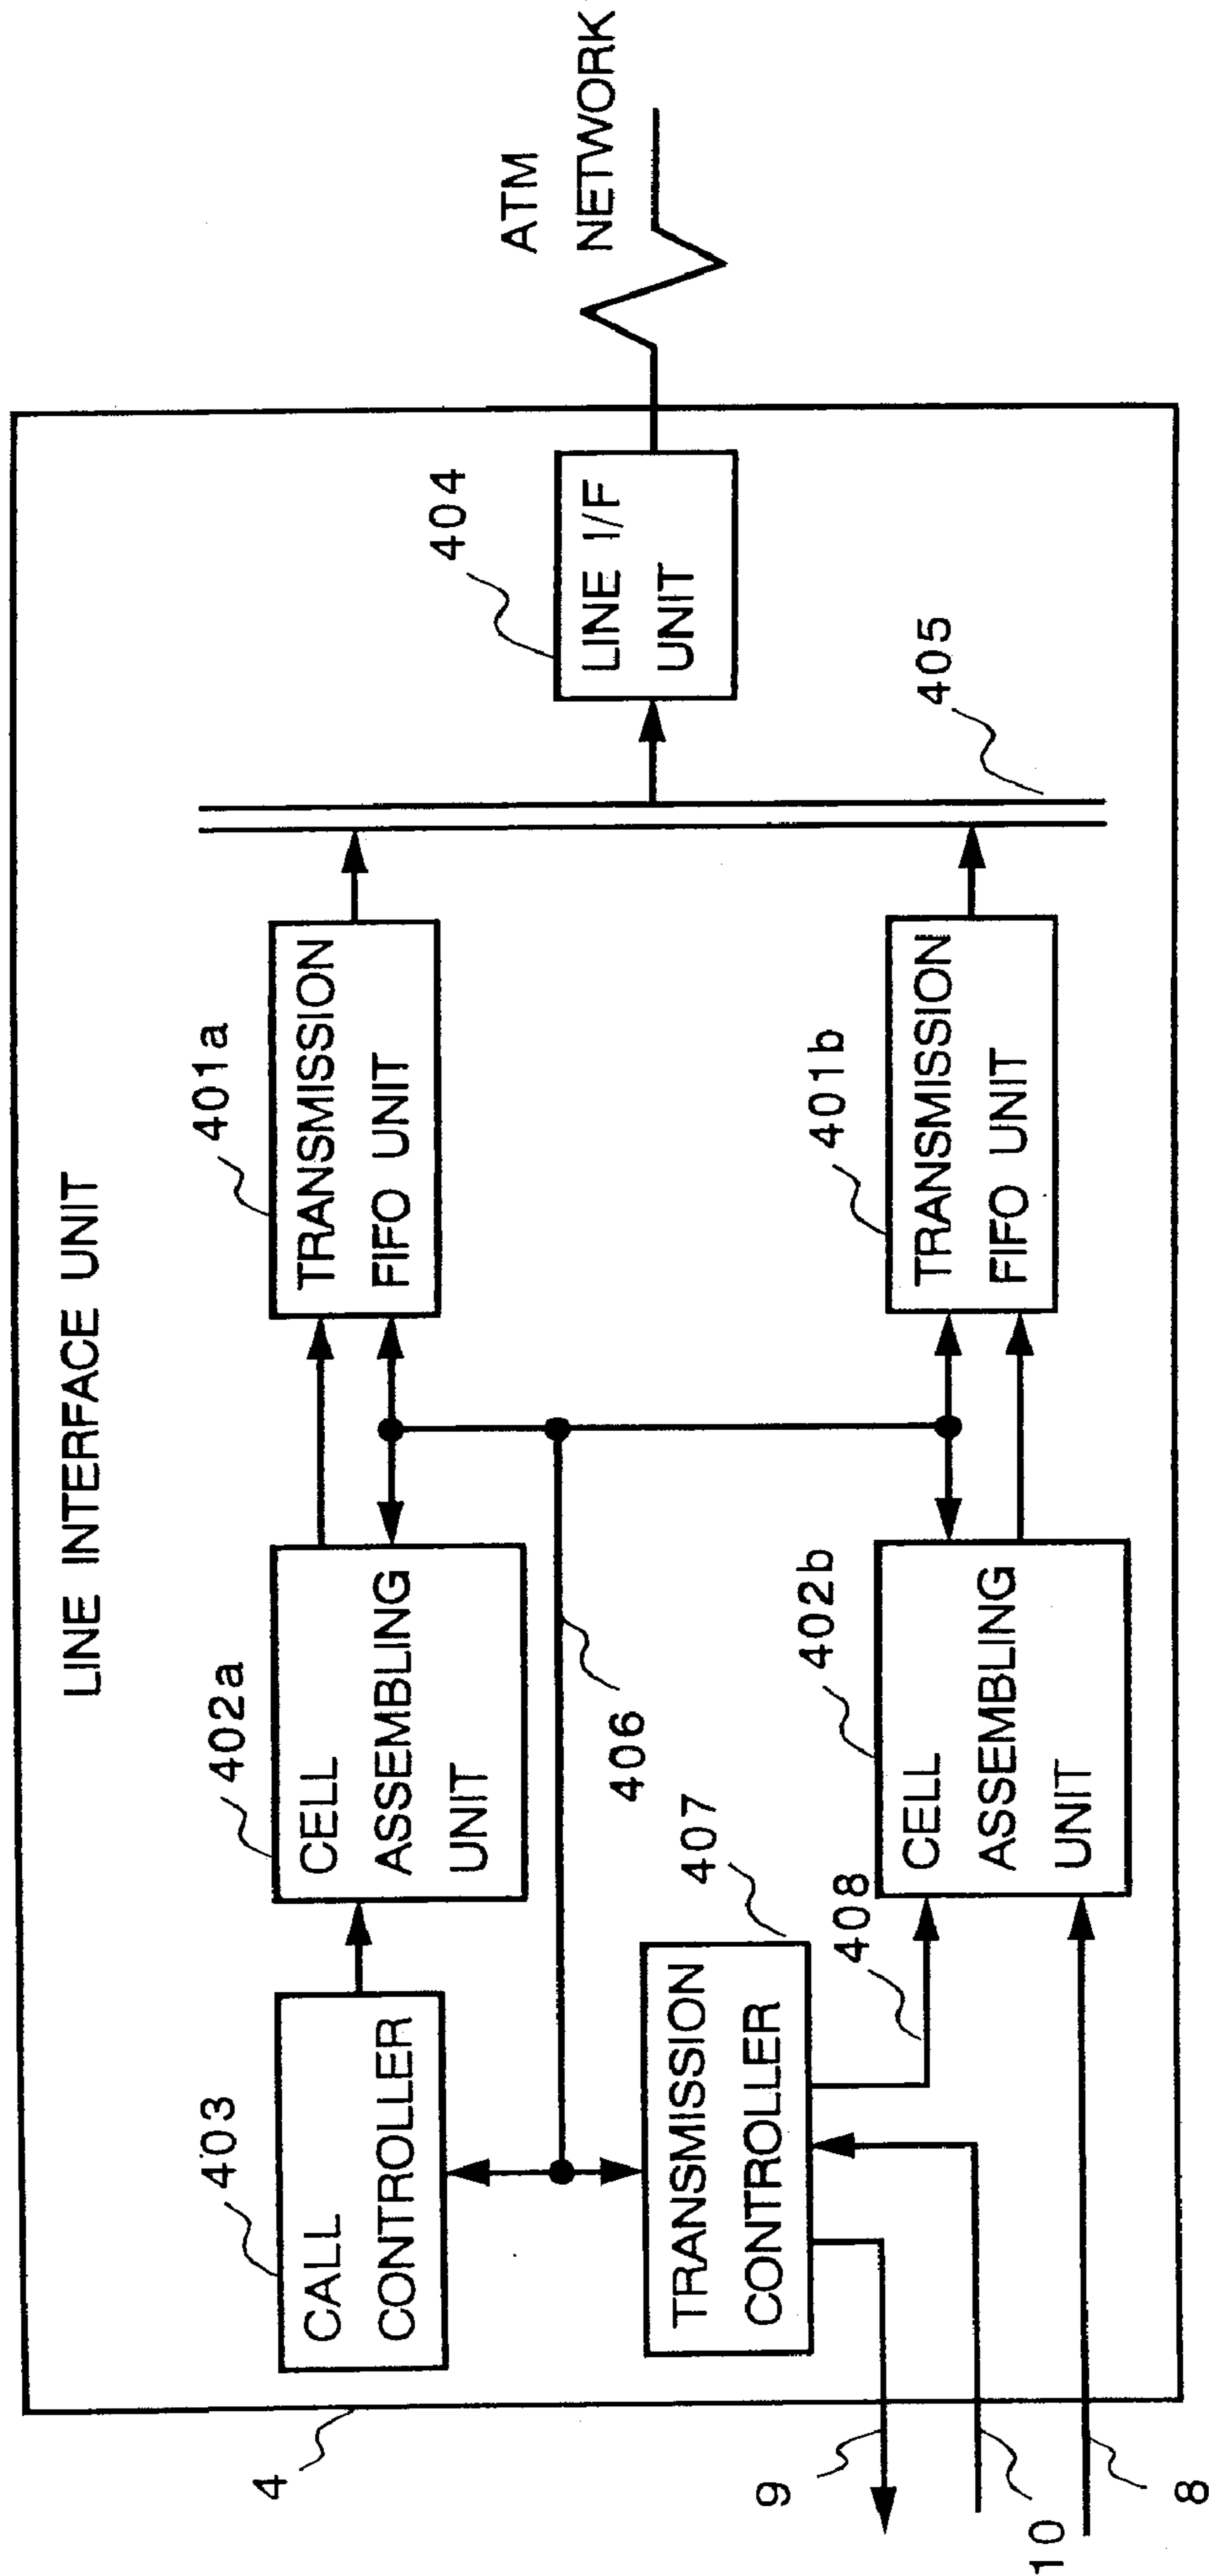 LINE INTERFACE UNIT
4
403
CALL
CONTROLLER
402a
CELL
ASSEMBLING
UNIT
401a
TRANSMISSION
FIFO UNIT
404
LINE I/F
UNIT
ATM
NETWORK
406
407
TRANSMISSION
CONTROLLER
408
402b
CELL
ASSEMBLING
UNIT
401b
TRANSMISSION
FIFO UNIT
405
9
10
8